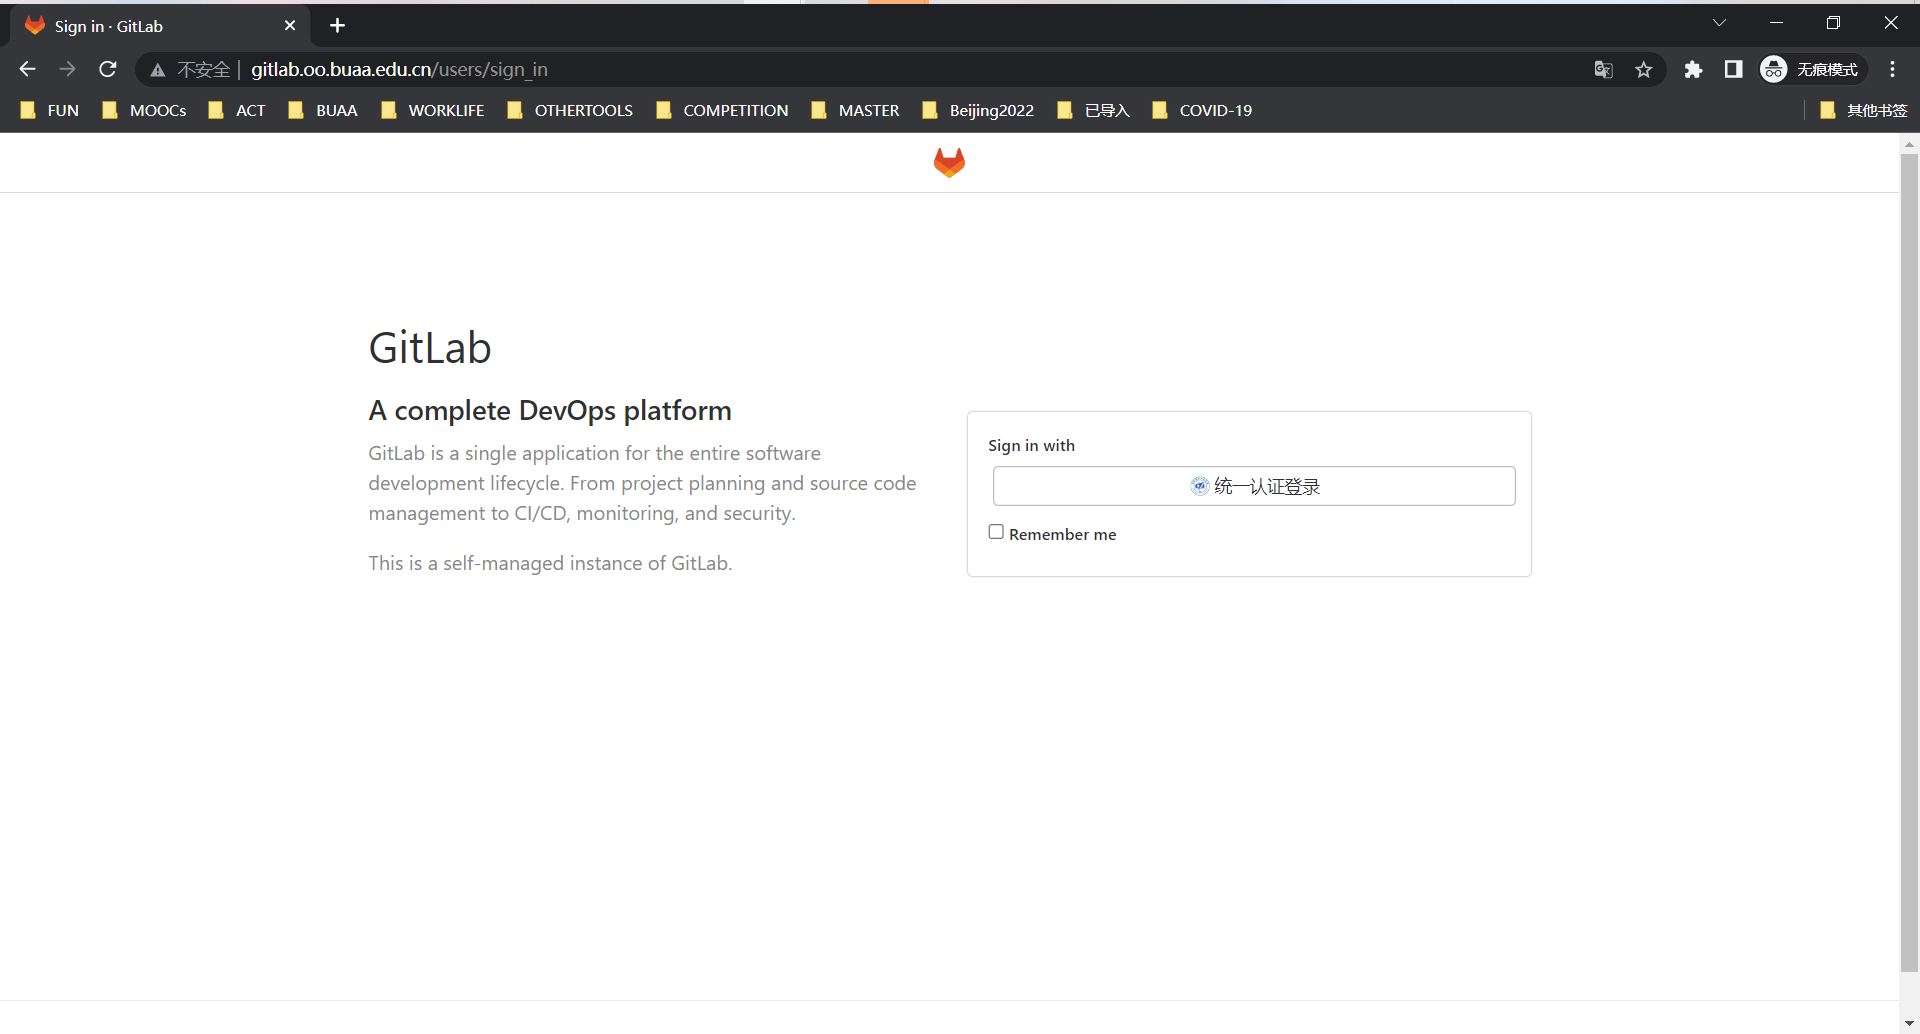 Sign in · GitLab
不安全 gitlab.oo.buaa.edu.cn/users/sign_in 无痕模式
FUN MOOCs ACT BUAA WORKLIFE OTHERTOOLS COMPETITION MASTER Beijing2022 已导入 COVID-19 其他书签
GitLab
A complete DevOps platform
GitLab is a single application for the entire software
development lifecycle. From project planning and source code
management to CI/CD, monitoring, and security.
This is a self-managed instance of GitLab.
Sign in with
统一认证登录
Remember me